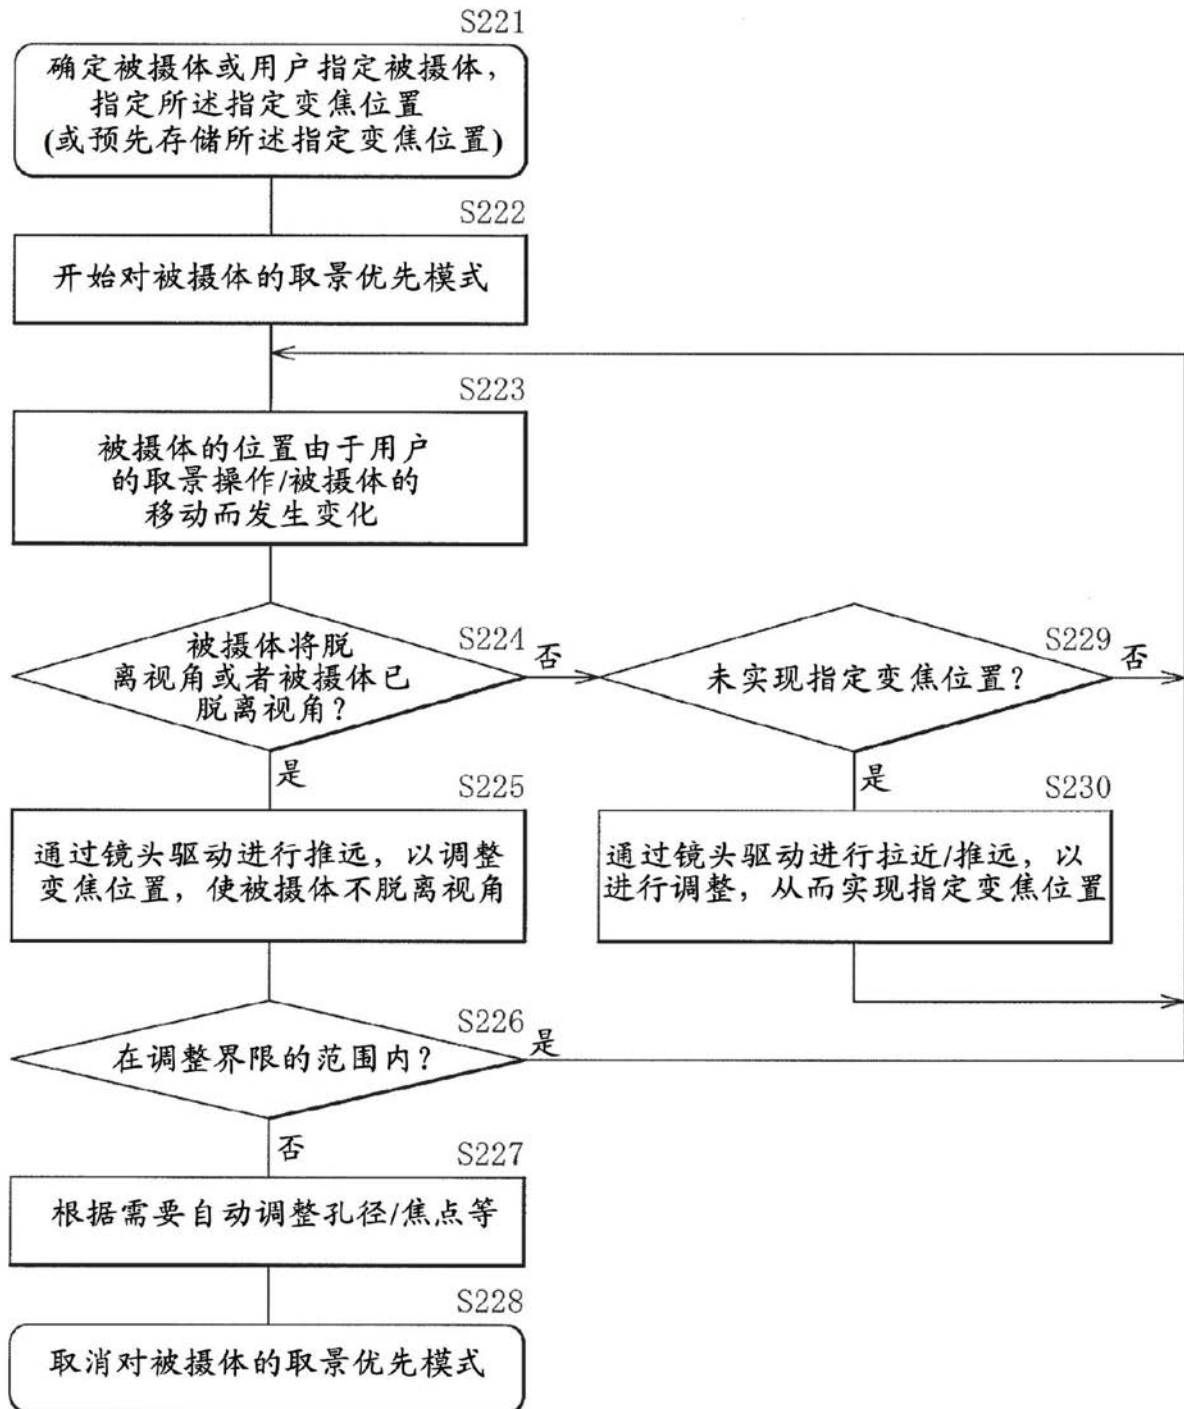 S221
确定被摄体或用户指定被摄体，
指定所述指定变焦位置
(或预先存储所述指定变焦位置)
S222
开始对被摄体的取景优先模式
S223
被摄体的位置由于用户
的取景操作/被摄体的
移动而发生变化
S224
被摄体将脱
离视角或者被摄体已
脱离视角？
否
是
S229
未实现指定变焦位置？
否
是
S225
通过镜头驱动进行推远，以调整
变焦位置，使被摄体不脱离视角
S230
通过镜头驱动进行拉近/推远，以
进行调整，从而实现指定变焦位置
S226
在调整界限的范围内？
是
否
S227
根据需要自动调整孔径/焦点等
S228
取消对被摄体的取景优先模式